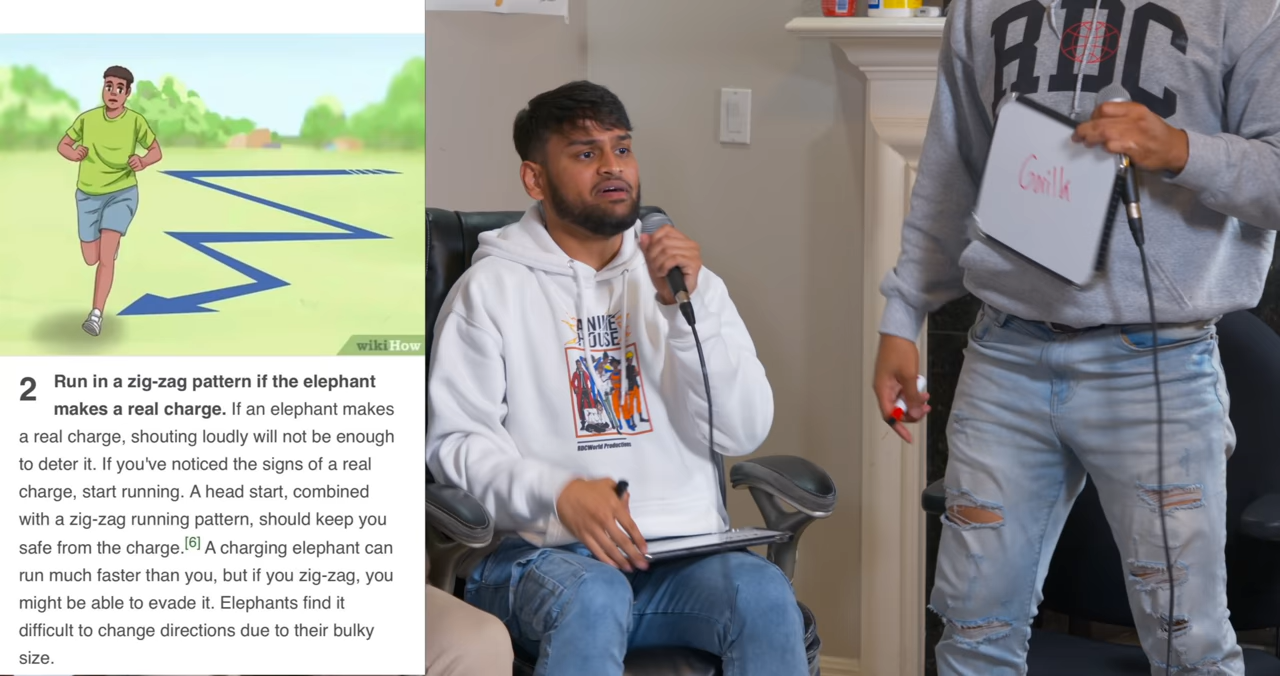 wikiHow
2 Run in a zig-zag pattern if the elephant
makes a real charge. If an elephant makes
a real charge, shouting loudly will not be enough
to deter it. If you've noticed the signs of a real
charge, start running. A head start, combined
with a zig-zag running pattern, should keep you
safe from the charge.[6] A charging elephant can
run much faster than you, but if you zig-zag, you
might be able to evade it. Elephants find it
difficult to change directions due to their bulky
size.
ANIME
HOUSE
RDCWorld Productions
RDC
Gorilla